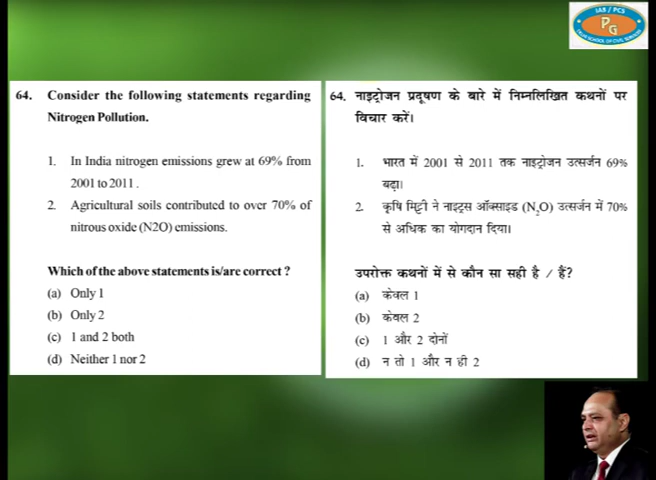 IAS / PCS
PG
64. Consider the following statements regarding
Nitrogen Pollution.
1. In India nitrogen emissions grew at 69% from
2001 to 2011 .
2. Agricultural soils contributed to over 70% of
nitrous oxide (N2O) emissions.
Which of the above statements is/are correct ?
(a) Only 1
(b) Only 2
(c) 1 and 2 both
(d) Neither 1 nor 2
64. नाइट्रोजन प्रदूषण के बारे में निम्नलिखित कथनों पर
विचार करें।
1. भारत में 2001 से 2011 तक नाइट्रोजन उत्सर्जन 69%
बढ़ा।
2. कृषि मिट्टी ने नाइट्रस ऑक्साइड (N₂O) उत्सर्जन में 70%
से अधिक का योगदान दिया।
उपरोक्त कथनों में से कौन सा सही है / हैं?
(a) केवल 1
(b) केवल 2
(c) 1 और 2 दोनों
(d) न तो 1 और न ही 2